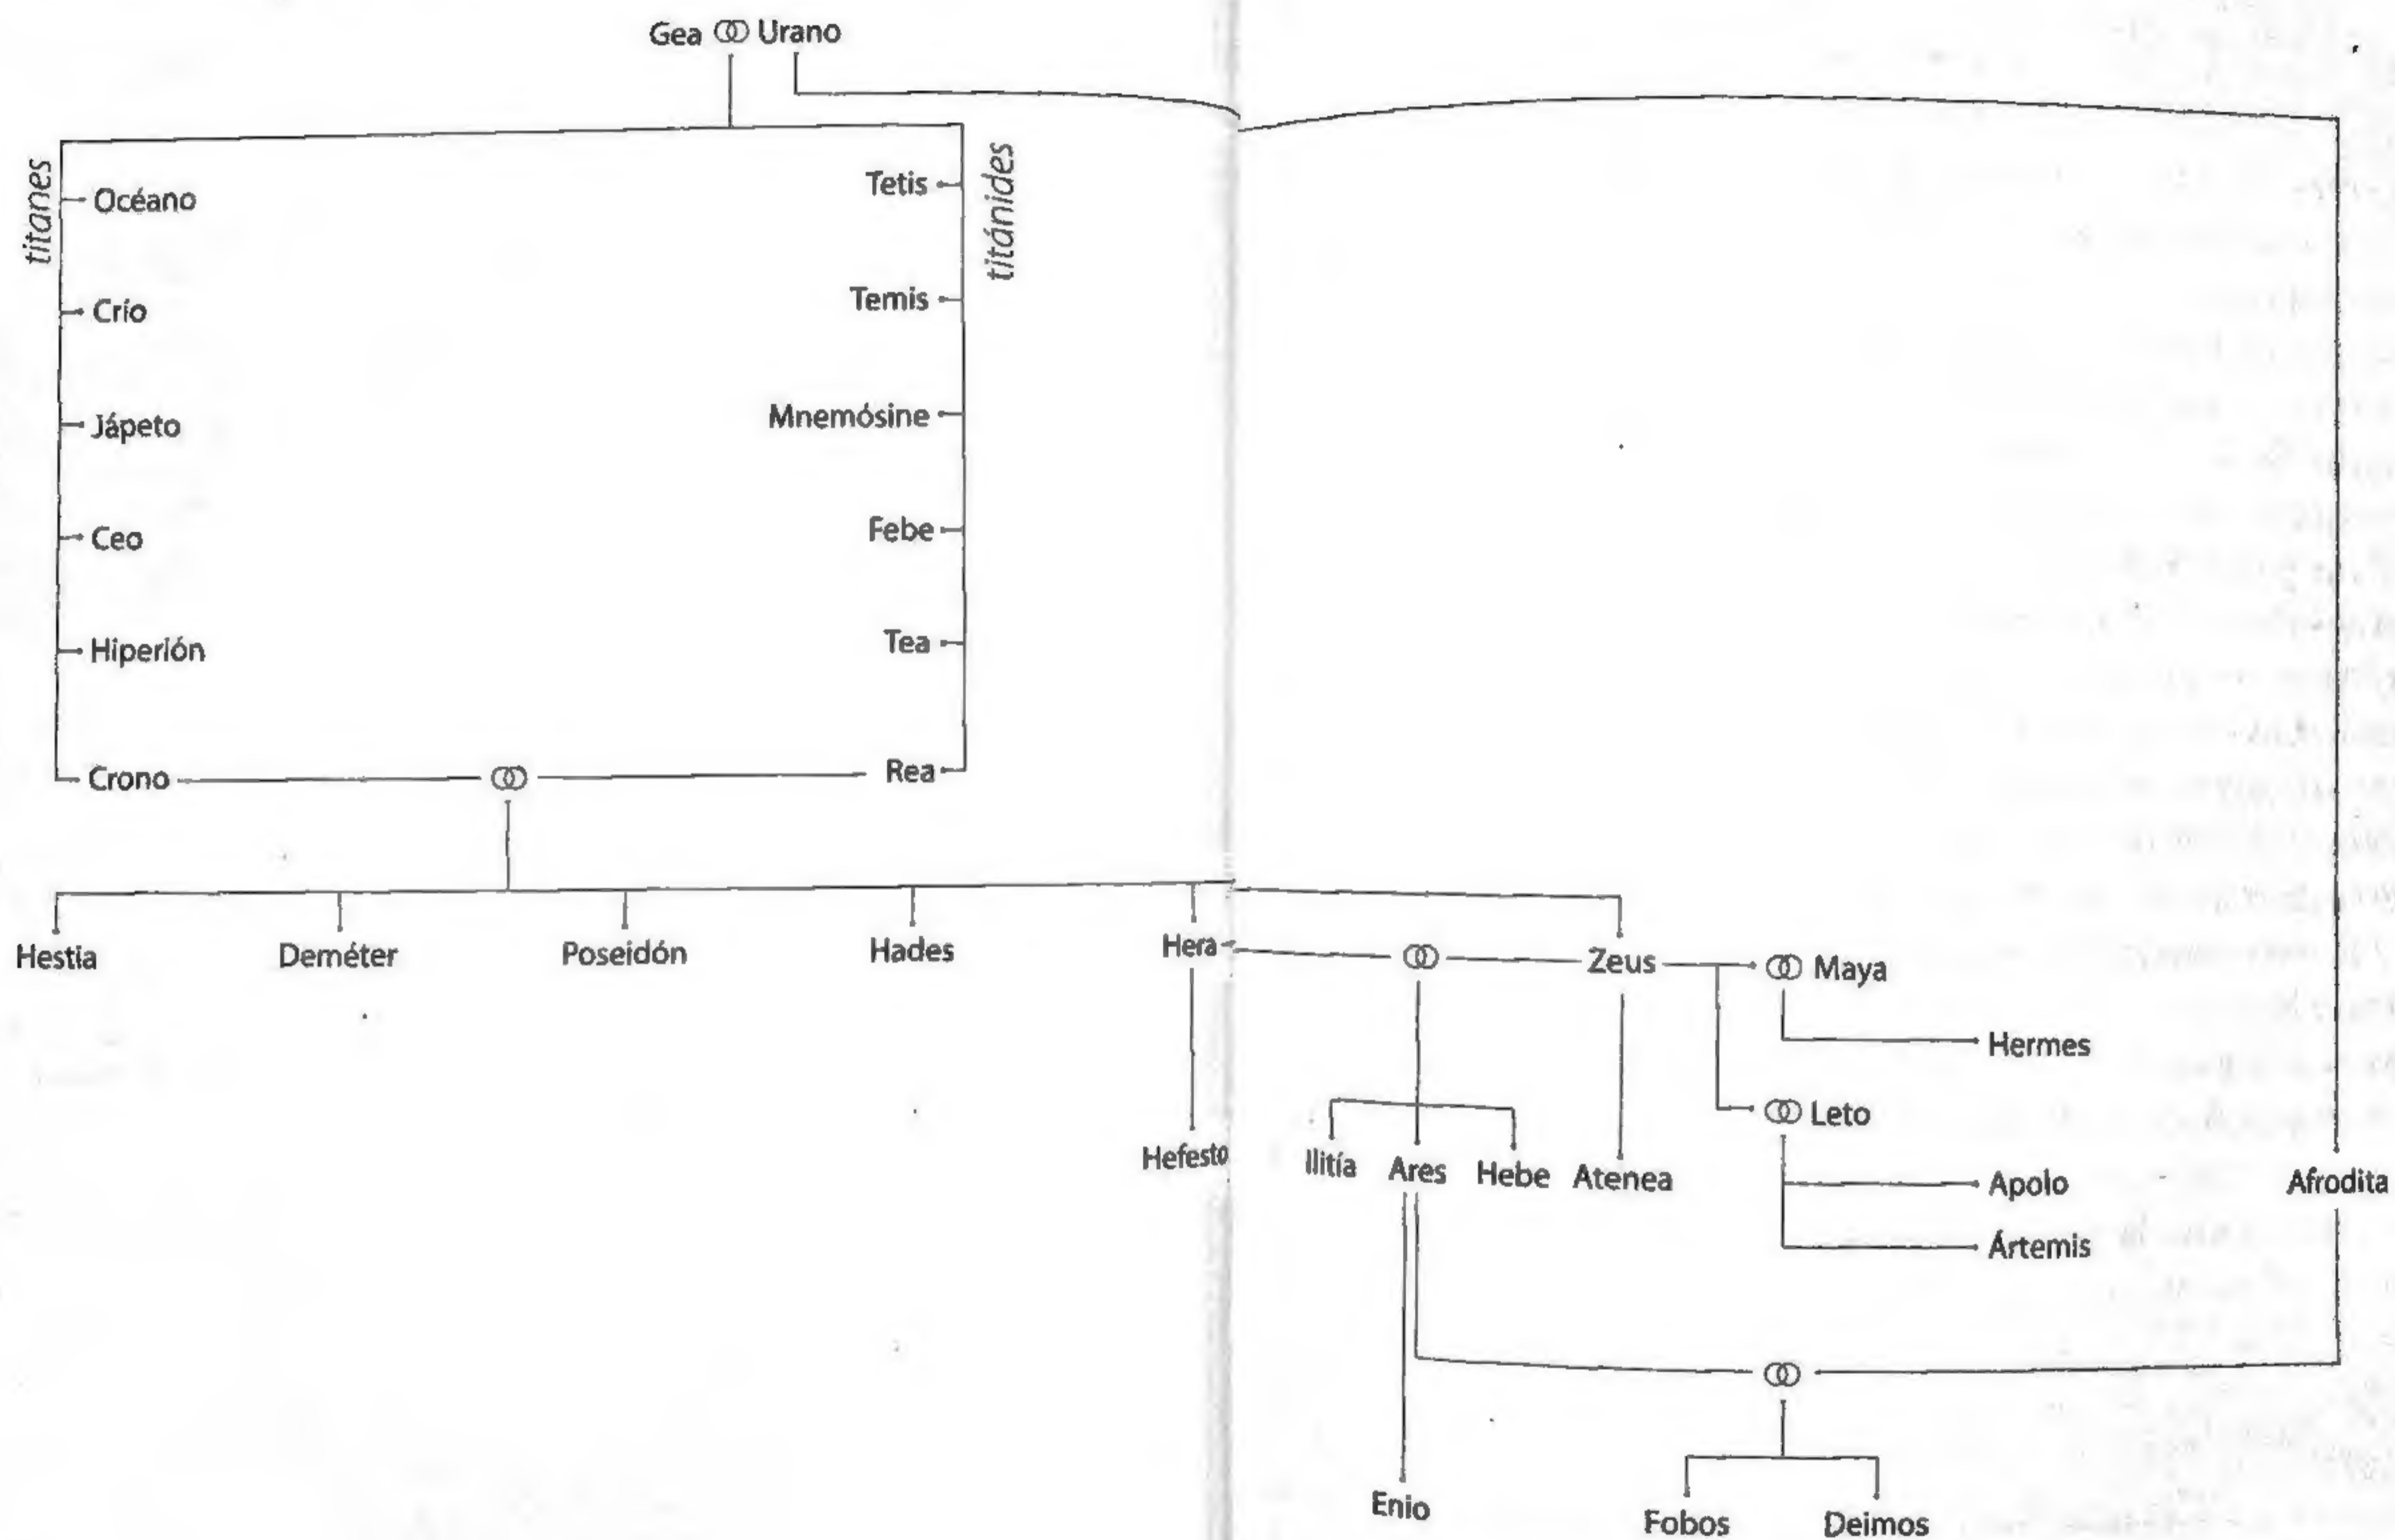 Gea Urano
titanes
titánides
Océano
Tetis
Crío
Temis
Jápeto
Mnemósine
Ceo
Febe
Hiperión
Tea
Crono
Rea
Hestia Deméter Poseidón Hades Hera Zeus Maya
Hermes
Leto
Hefesto Ilitía Ares Hebe Atenea Apolo Afrodita
Ártemis
Enio Fobos Deimos